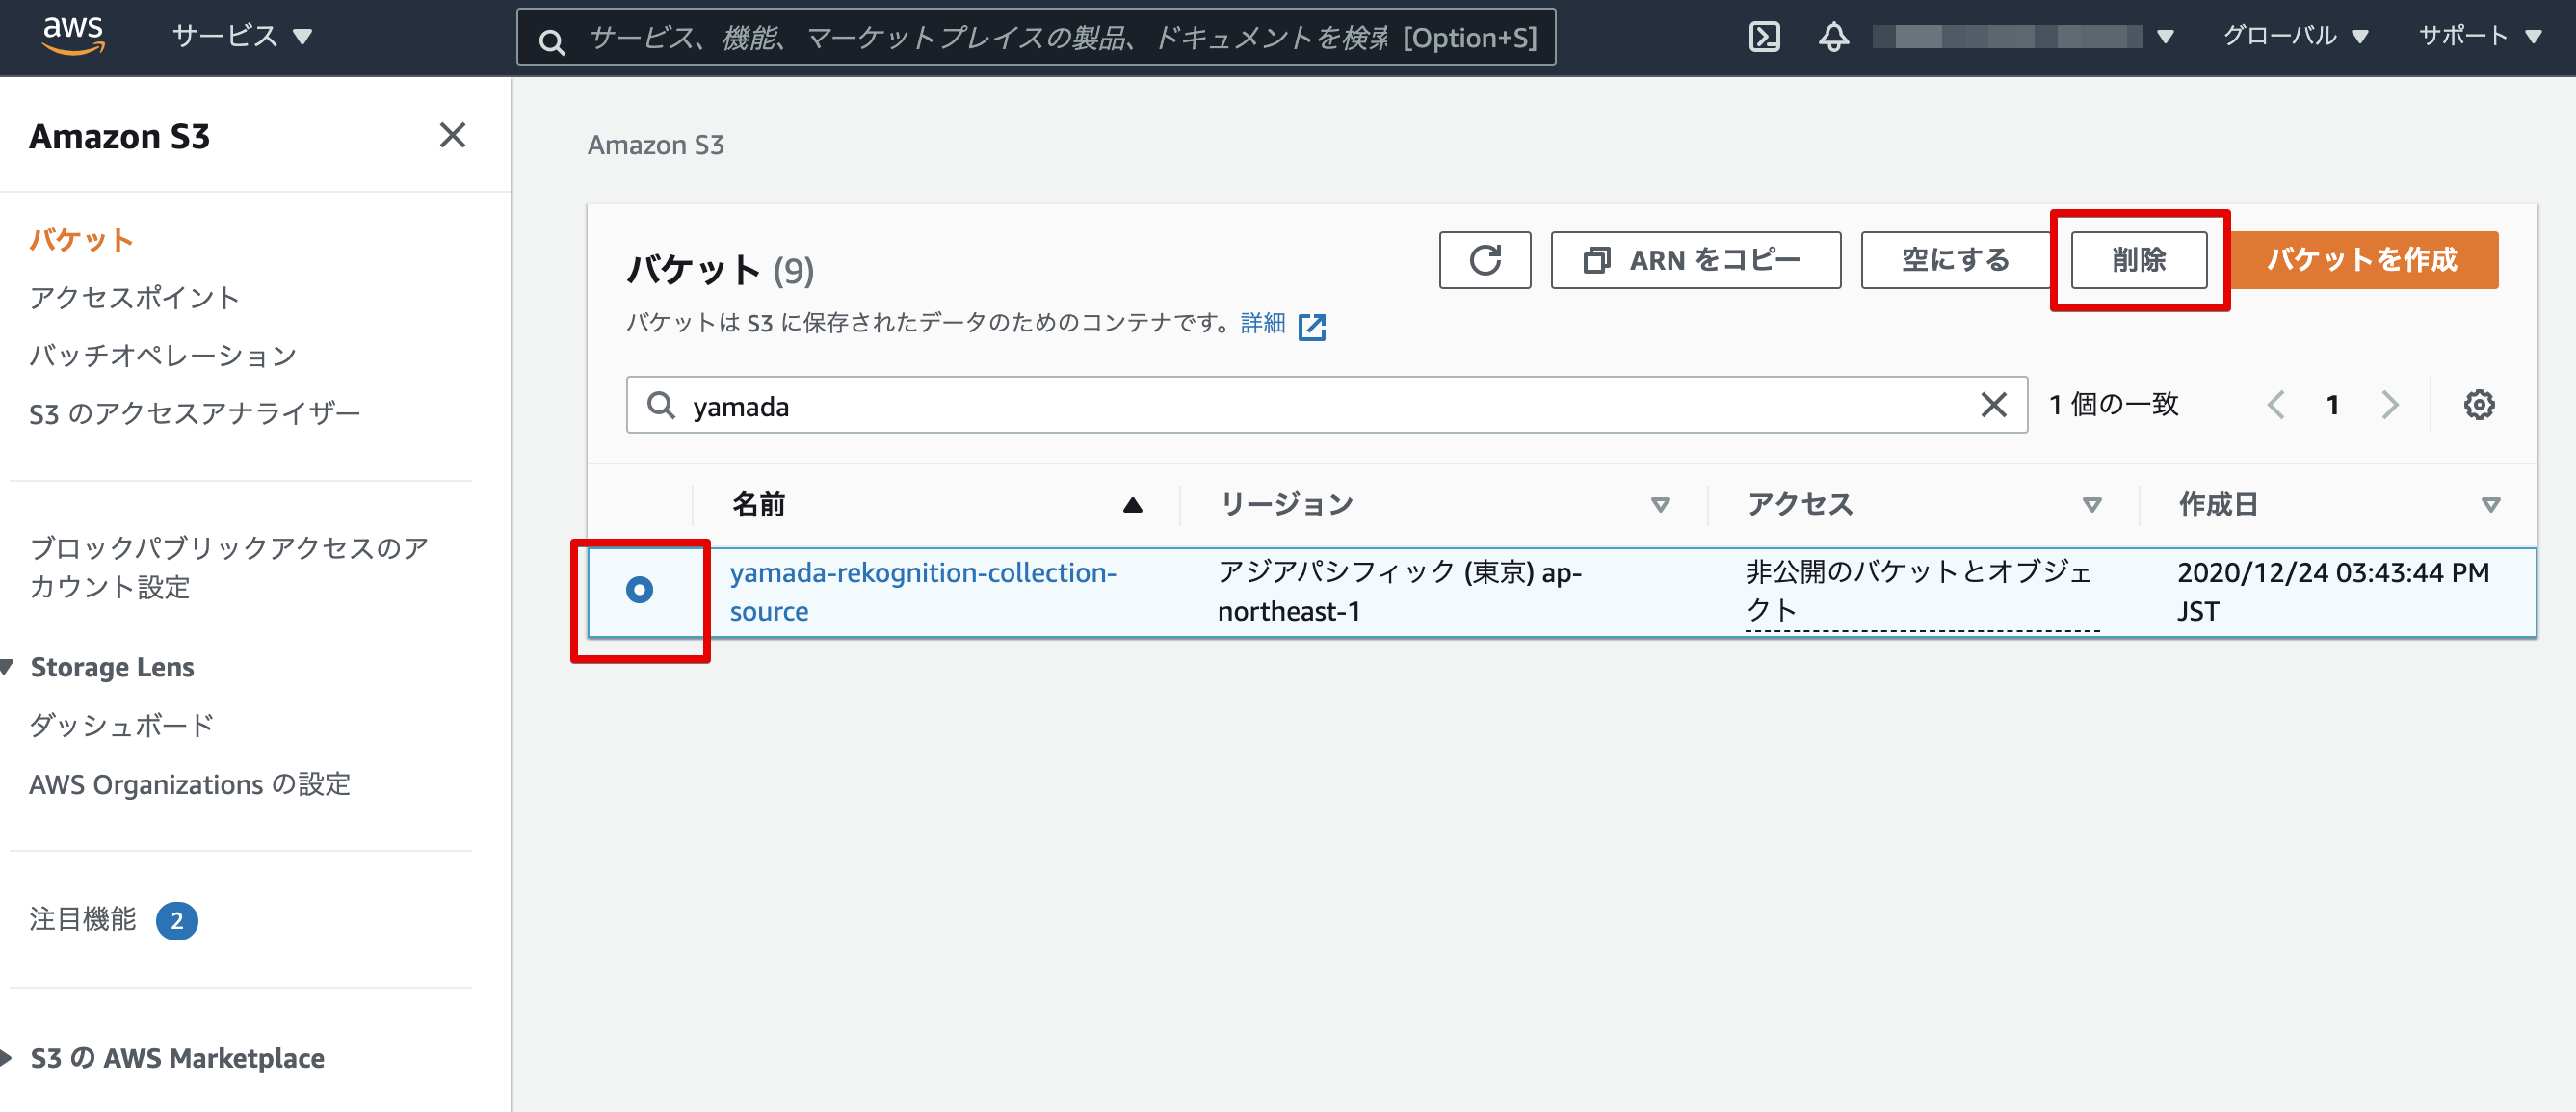 aws
サービス
サービス、機能、マーケットプレイスの製品、ドキュメントを検索 [Option+S]
グローバル
サポート
Amazon S3
バケット
アクセスポイント
バッチオペレーション
S3 のアクセスアナライザー
ブロックパブリックアクセスのア
カウント設定
Storage Lens
ダッシュボード
AWS Organizations の設定
注目機能 2
S3 の AWS Marketplace
Amazon S3
バケット (9)
ARN をコピー
空にする
削除
バケットを作成
バケットは S3 に保存されたデータのためのコンテナです。詳細
yamada
1 個の一致
1
名前
リージョン
アクセス
作成日
yamada-rekognition-collection-
source
アジアパシフィック (東京) ap-
northeast-1
非公開のバケットとオブジェ
クト
2020/12/24 03:43:44 PM
JST